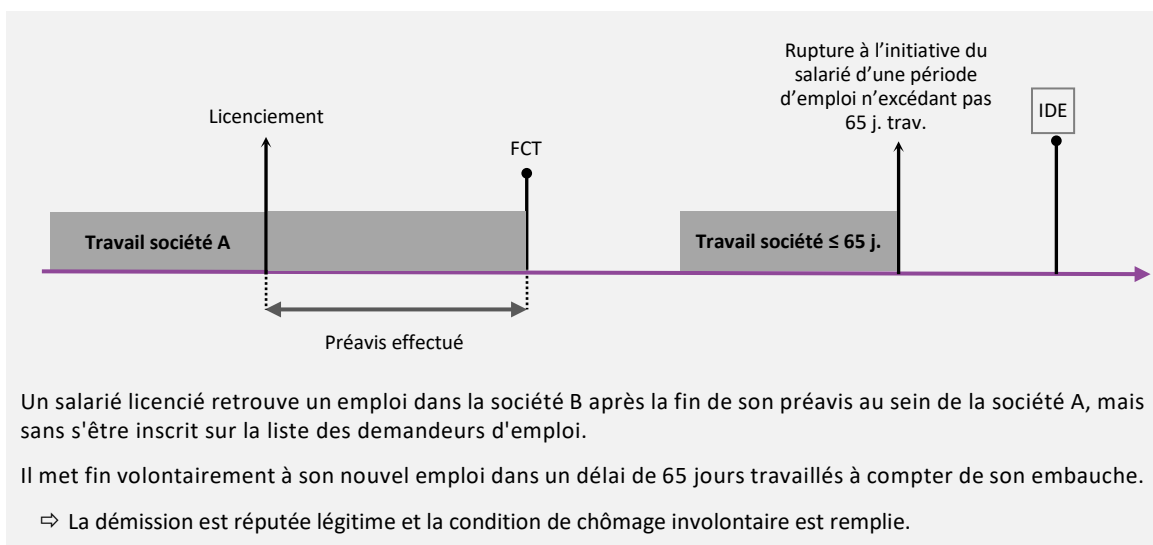 Rupture à l’initiative du
salarié d’une période
d’emploi n’excédant pas
65 j. trav.
IDE
Licenciement
FCT
Travail société A
Travail société ≤ 65 j.
Préavis effectué
Un salarié licencié retrouve un emploi dans la société B après la fin de son préavis au sein de la société A, mais
sans s'être inscrit sur la liste des demandeurs d'emploi.
Il met fin volontairement à son nouvel emploi dans un délai de 65 jours travaillés à compter de son embauche.
⇨ La démission est réputée légitime et la condition de chômage involontaire est remplie.